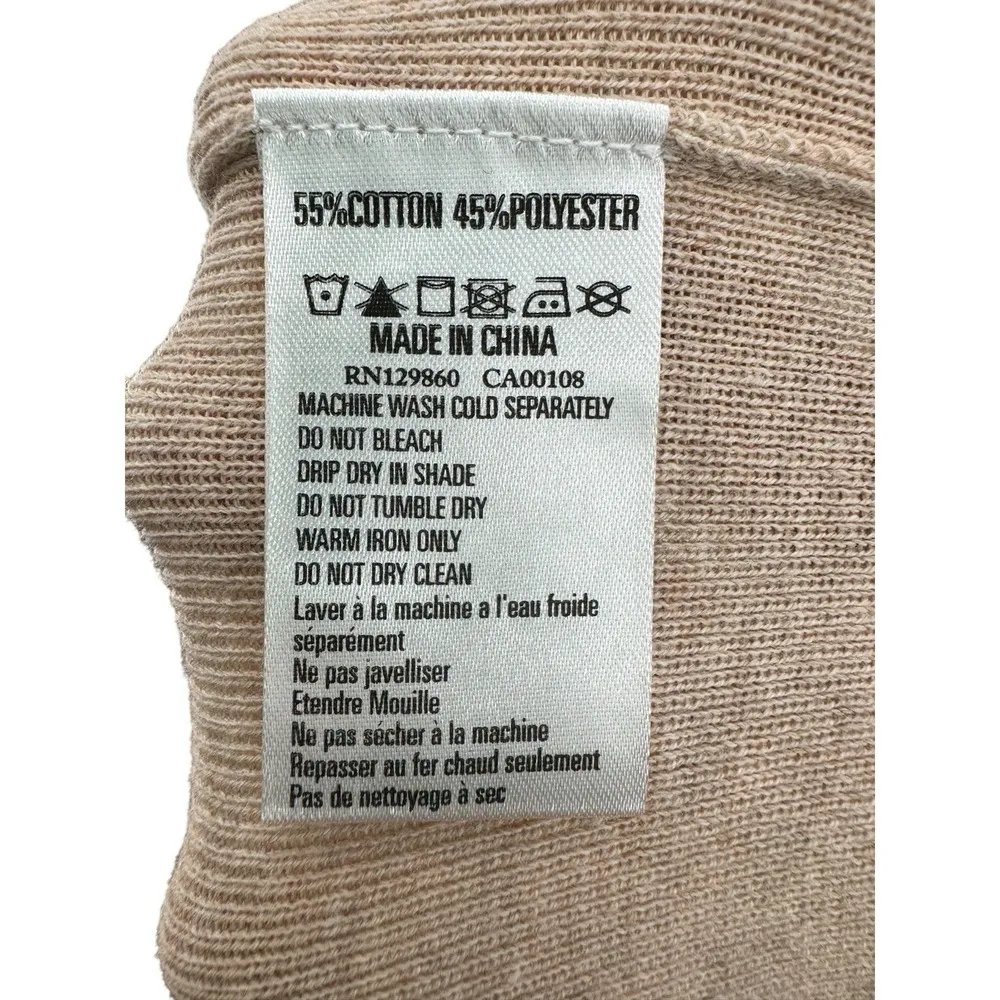 55%COTTON 45%POLYESTER
MADE IN CHINA
RN129860 CA00108
MACHINE WASH COLD SEPARATELY
DO NOT BLEACH
DRIP DRY IN SHADE
DO NOT TUMBLE DRY
WARM IRON ONLY
DO NOT DRY CLEAN
Laver à la machine a l'eau froide
séparément
Ne pas javelliser
Etendre Mouille
Ne pas sécher à la machine
Repasser au fer chaud seulement
Pas de nettoyage à sec